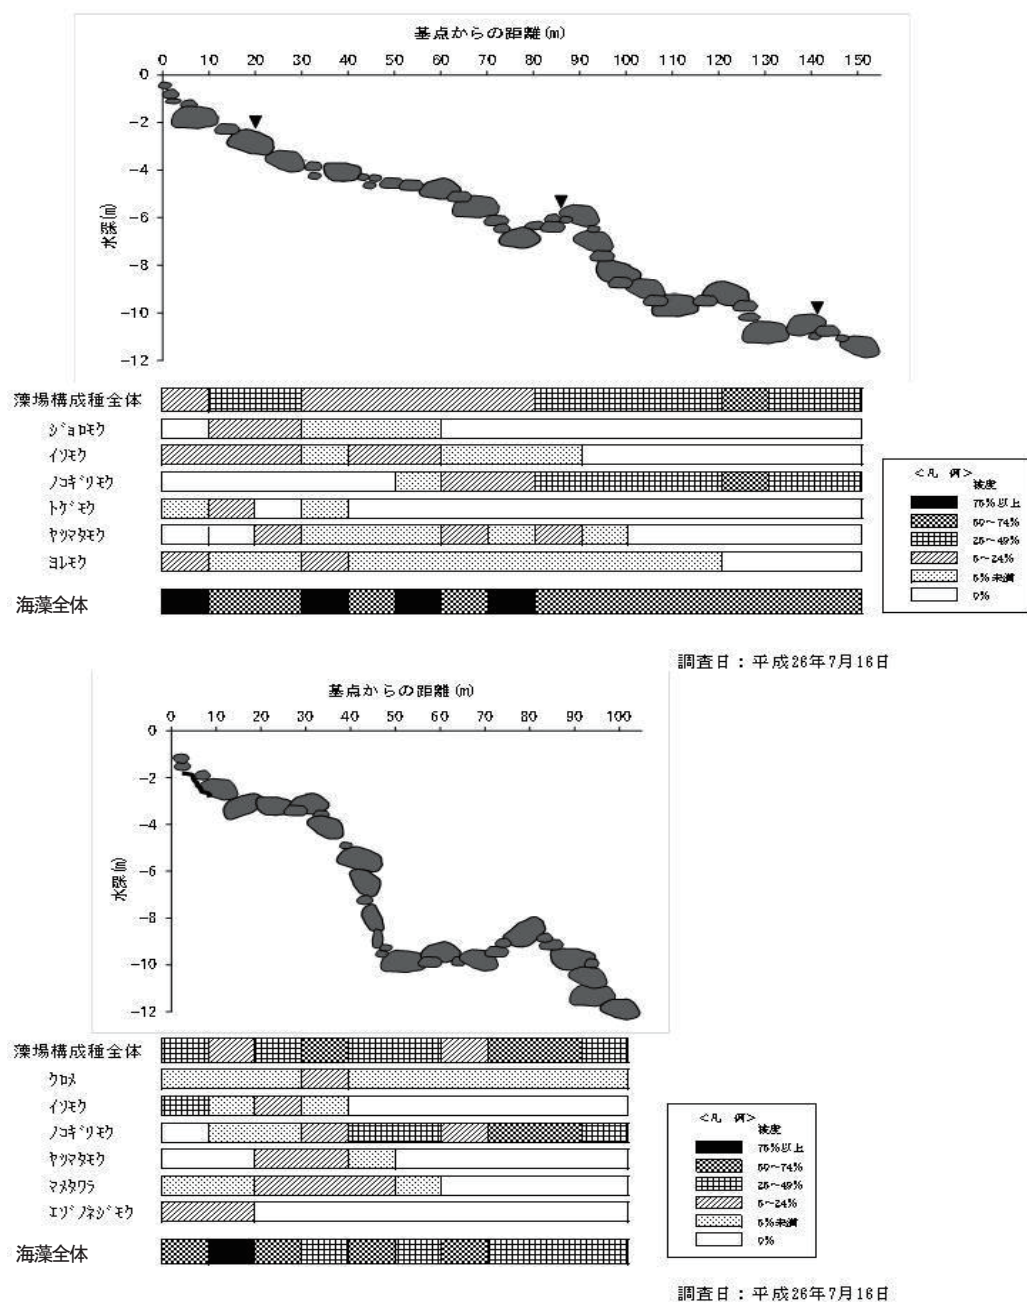 基点からの距離(m)
0 10 20 30 40 50 60 70 80 90 100 110 120 130 140 150
0
-2
-4
-6
-8
-10
-12
水深(m)
藻場構成種全体
ジョロモク
イソモク
ノコギリモク
トゲモク
ヤツマタモク
ヨレモク
海藻全体
<凡 例>
被度
75%以上
50~74%
25~49%
5~24%
5%未満
0%
調査日：平成26年7月16日
基点からの距離(m)
0 10 20 30 40 50 60 70 80 90 100
0
-2
-4
-6
-8
-10
-12
水深(m)
藻場構成種全体
クロメ
イソモク
ノコギリモク
ヤツマタモク
マメタワラ
エゾノネジモク
海藻全体
<凡 例>
被度
75%以上
50~74%
25~49%
5~24%
5%未満
0%
調査日：平成26年7月16日